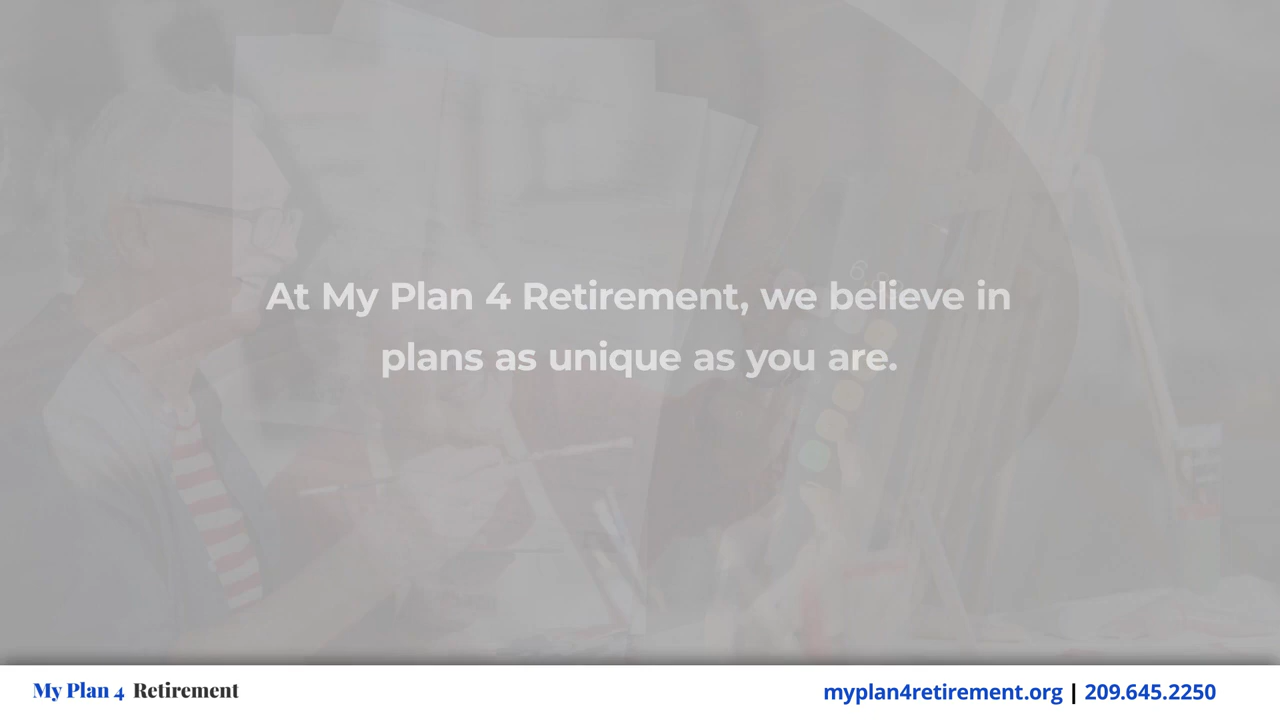 At My Plan 4 Retirement, we believe in
plans as unique as you are.
My Plan 4 Retirement
myplan4retirement.org | 209.645.2250